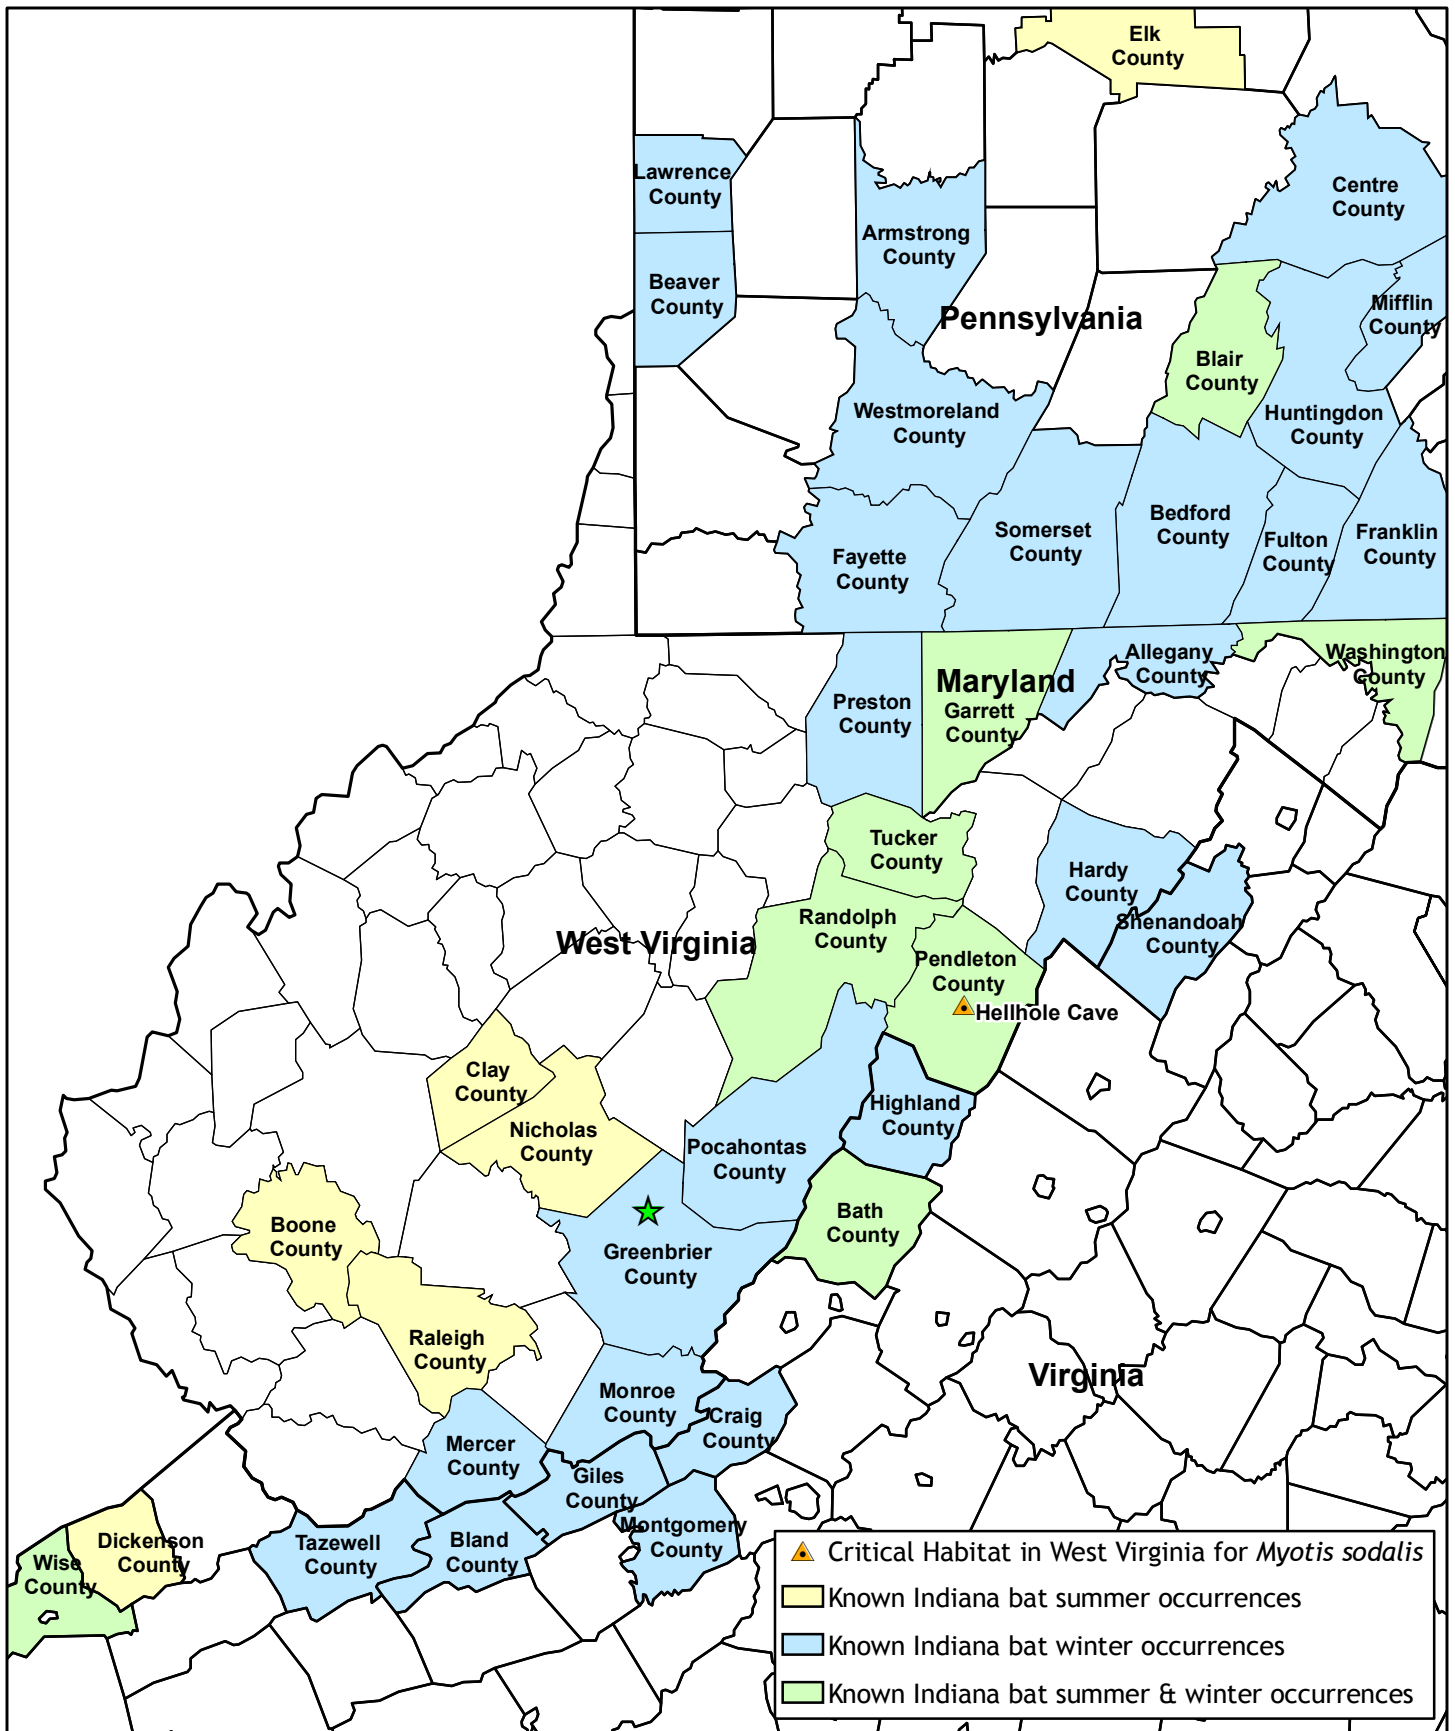 Elk
County
Lawrence
County
Centre
County
Armstrong
County
Beaver
County
Pennsylvania
Mifflin
County
Blair
County
Westmoreland
County
Huntingdon
County
Bedford
County
Somerset
County
Fulton
County
Franklin
County
Fayette
County
Allegany
County
Washington
County
Maryland
Garrett
County
Preston
County
Tucker
County
Hardy
County
Randolph
County
Shenandoah
County
West Virginia
Pendleton
County
Hellhole Cave
Clay
County
Highland
County
Nicholas
County
Pocahontas
County
Boone
County
Bath
County
Greenbrier
County
Raleigh
County
Virginia
Monroe
County
Craig
County
Mercer
County
Giles
County
Montgomery
County
Dickenson
County
Tazewell
County
Bland
County
Wise
County
Critical Habitat in West Virginia for Myotis sodalis
Known Indiana bat summer occurrences
Known Indiana bat winter occurrences
Known Indiana bat summer & winter occurrences